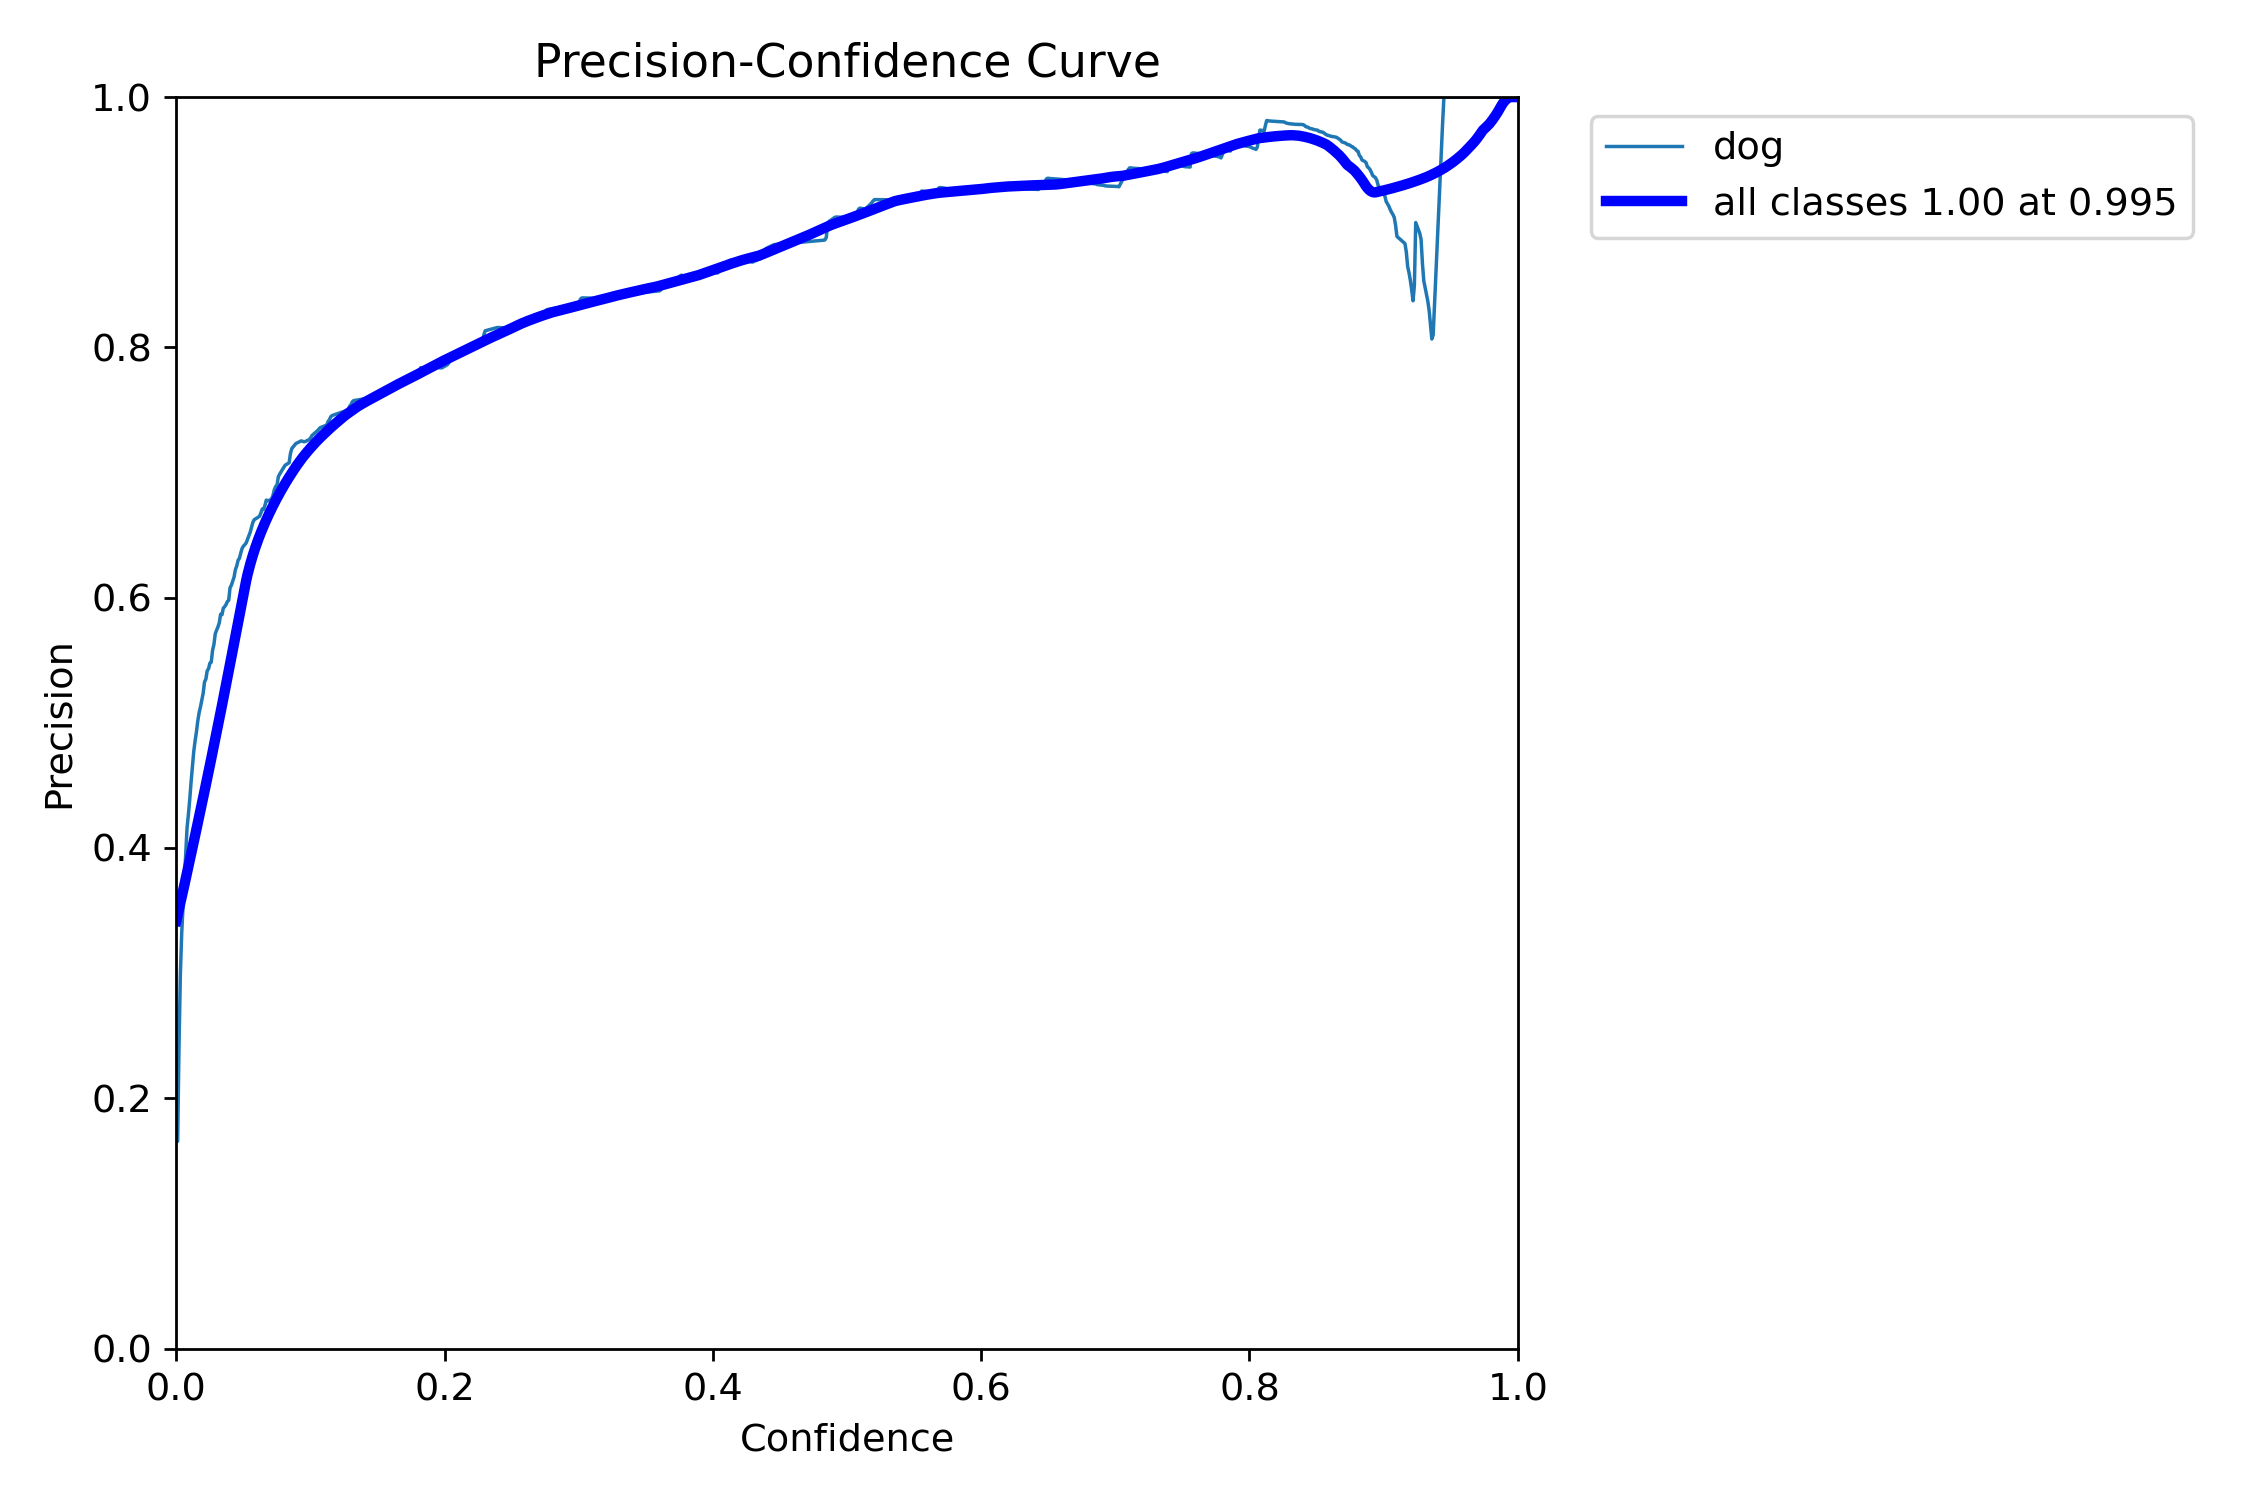 Precision-Confidence Curve
1.0
0.8
0.6
0.4
0.2
0.0
Precision
0.0 0.2 0.4 0.6 0.8 1.0
Confidence
dog
all classes 1.00 at 0.995